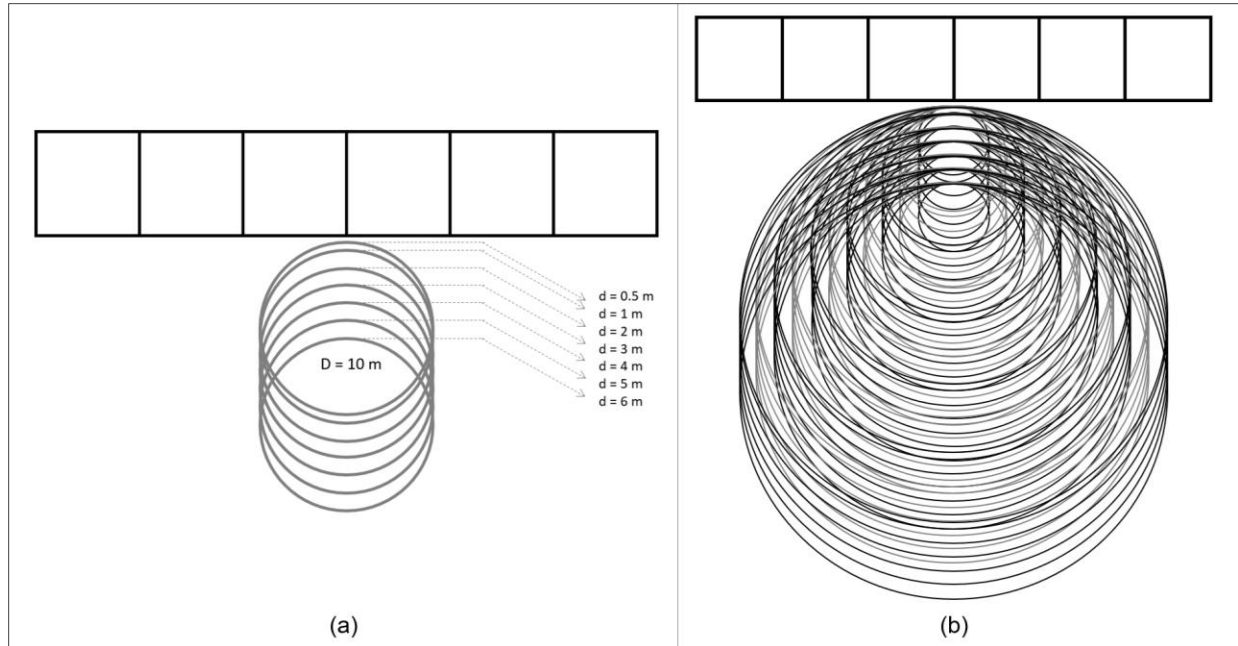 d = 0.5 m
d = 1 m
d = 2 m
D = 10 m
d = 3 m
d = 4 m
d = 5 m
d = 6 m
(a)
(b)